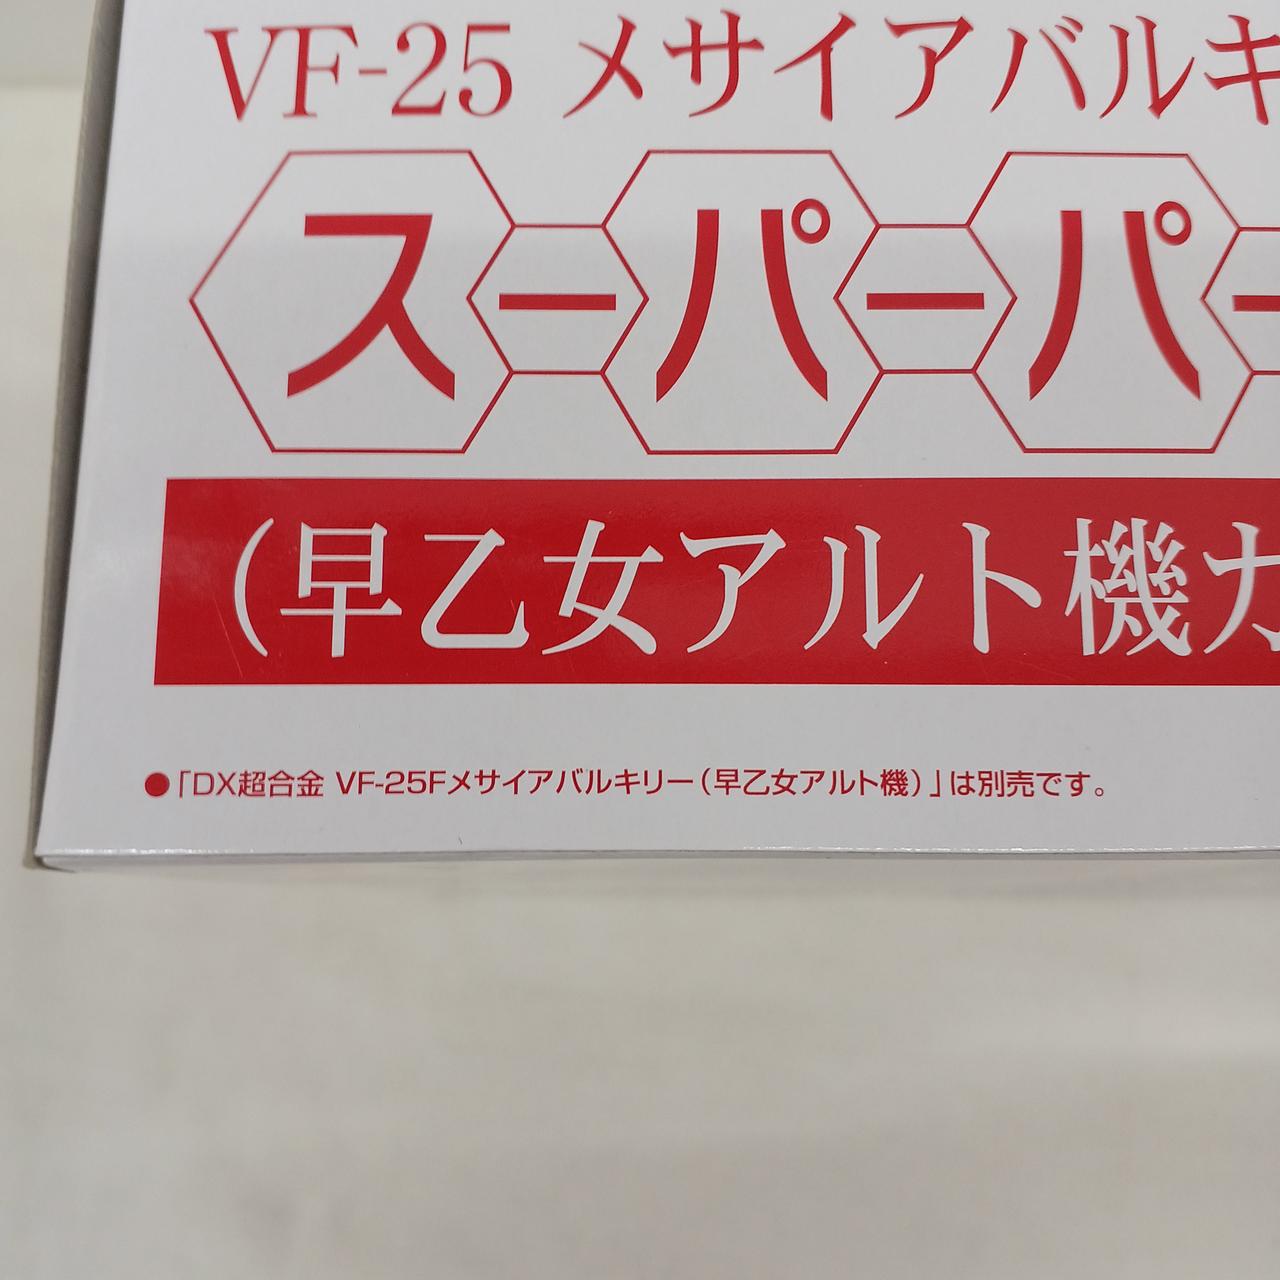 VF-25 メサイアバルキ
スーパーパー
(早乙女アルト機カ
●「DX超合金 VF-25Fメサイアバルキリー(早乙女アルト機)」は別売です。